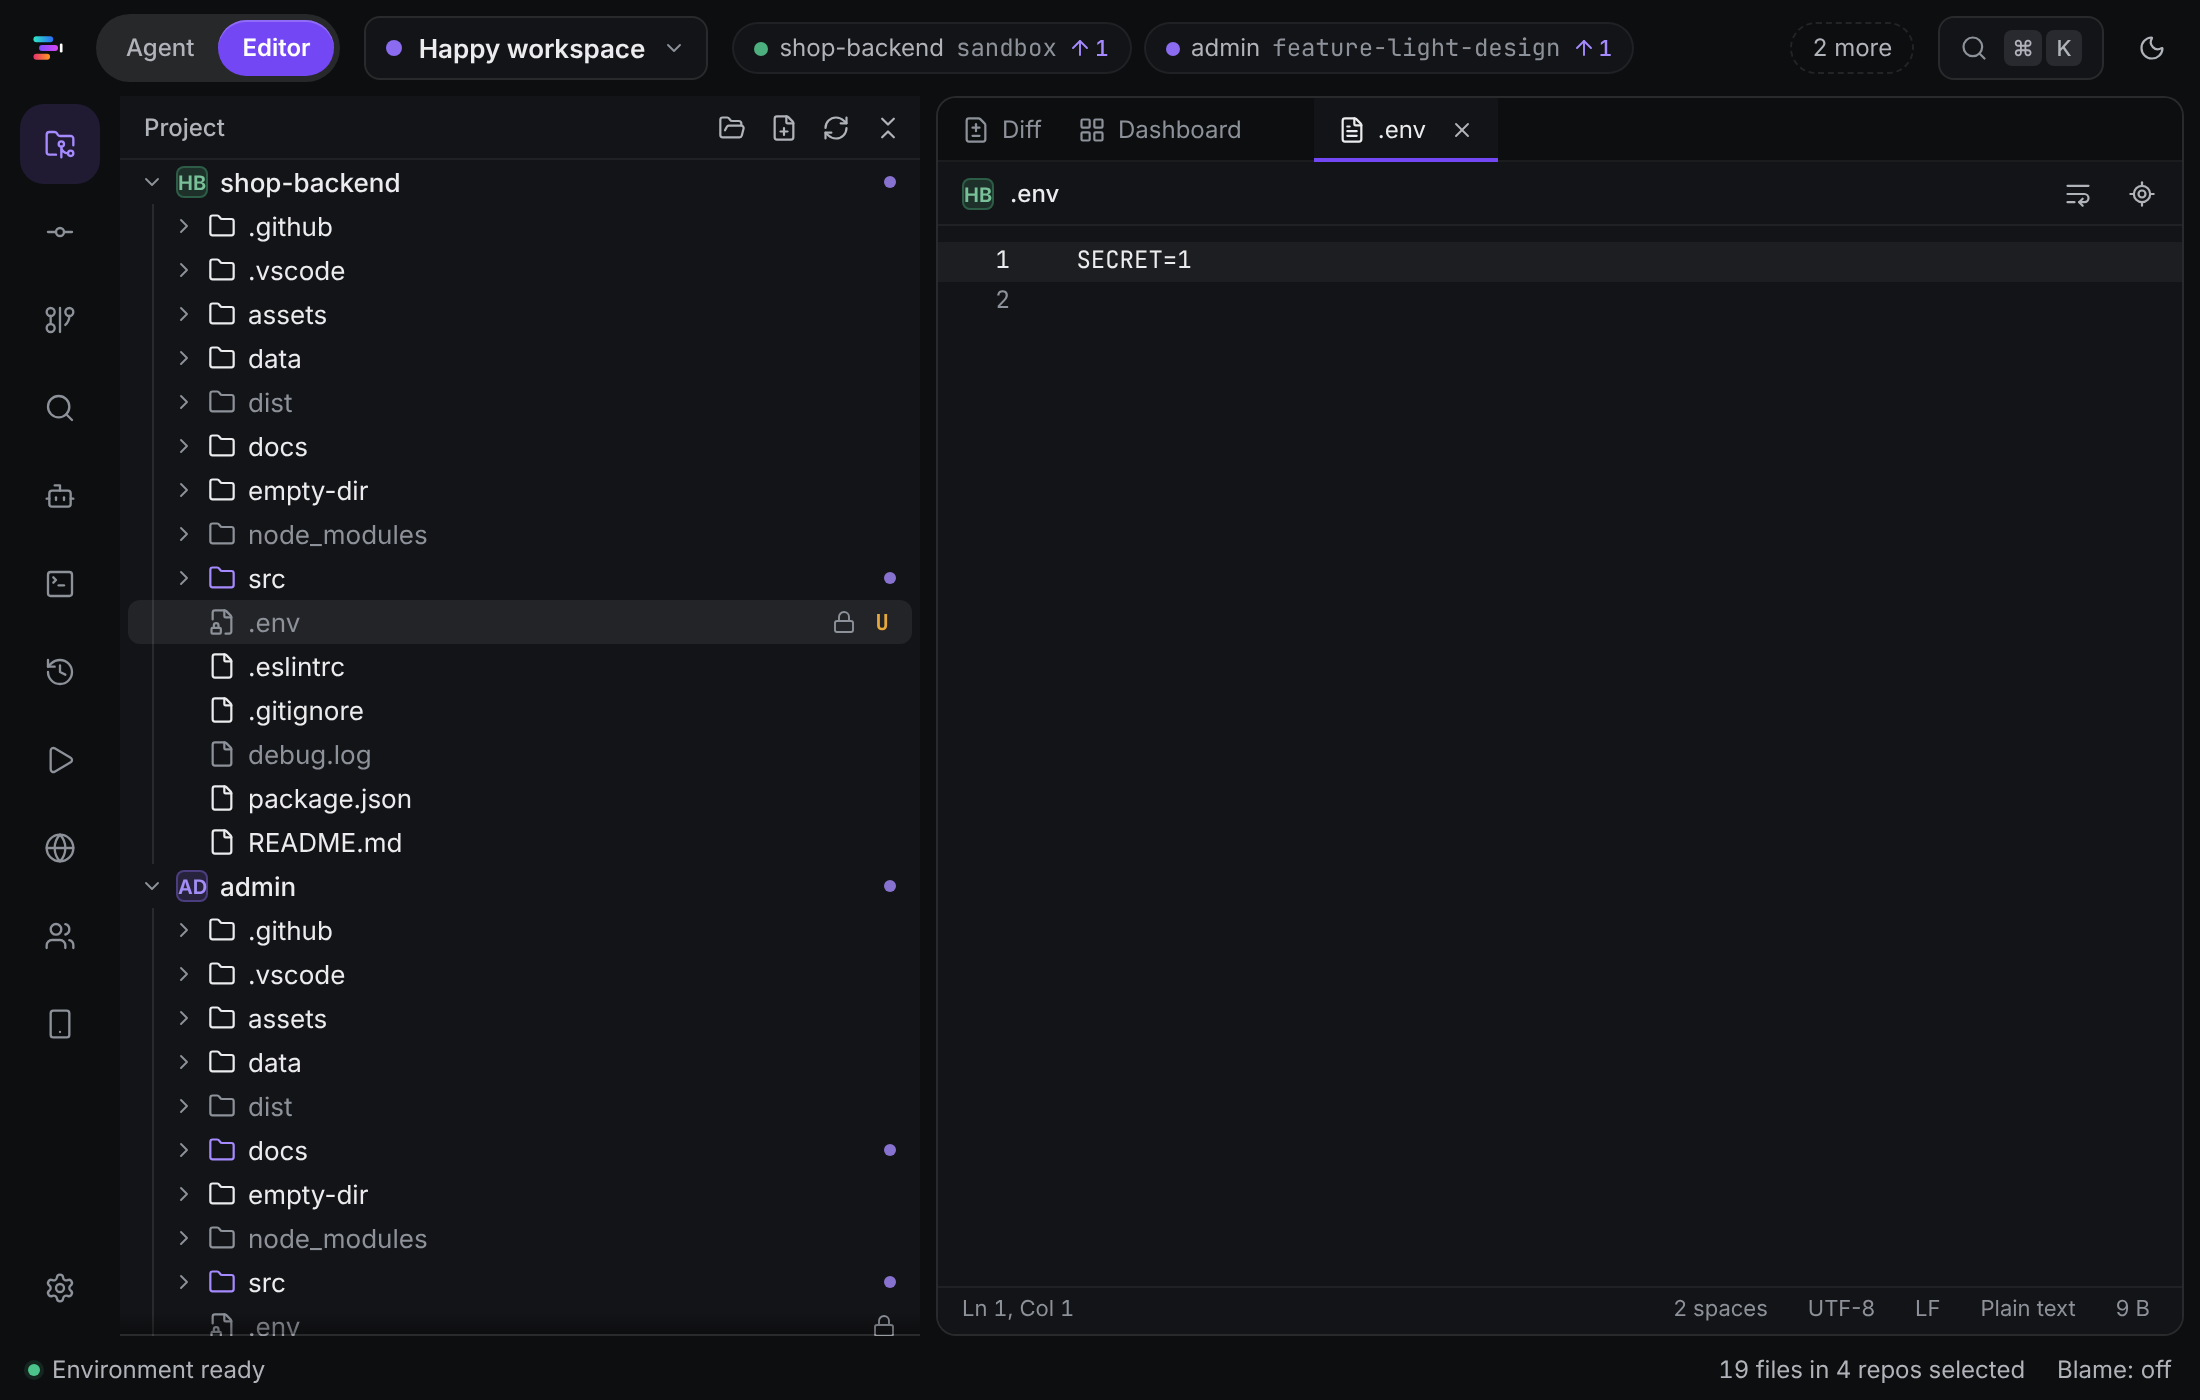 Agent Editor Happy workspace shop-backend sandbox ↑1 admin feature-light-design ↑1 2 more ⌘ K
Project
HB shop-backend
.github
.vscode
assets
data
dist
docs
empty-dir
node_modules
src
.env U
.eslintrc
.gitignore
debug.log
package.json
README.md
AD admin
.github
.vscode
assets
data
dist
docs
empty-dir
node_modules
src
.env
Diff Dashboard .env
HB .env
1 SECRET=1
2
Ln 1, Col 1 2 spaces UTF-8 LF Plain text 9 B
Environment ready 19 files in 4 repos selected Blame: off